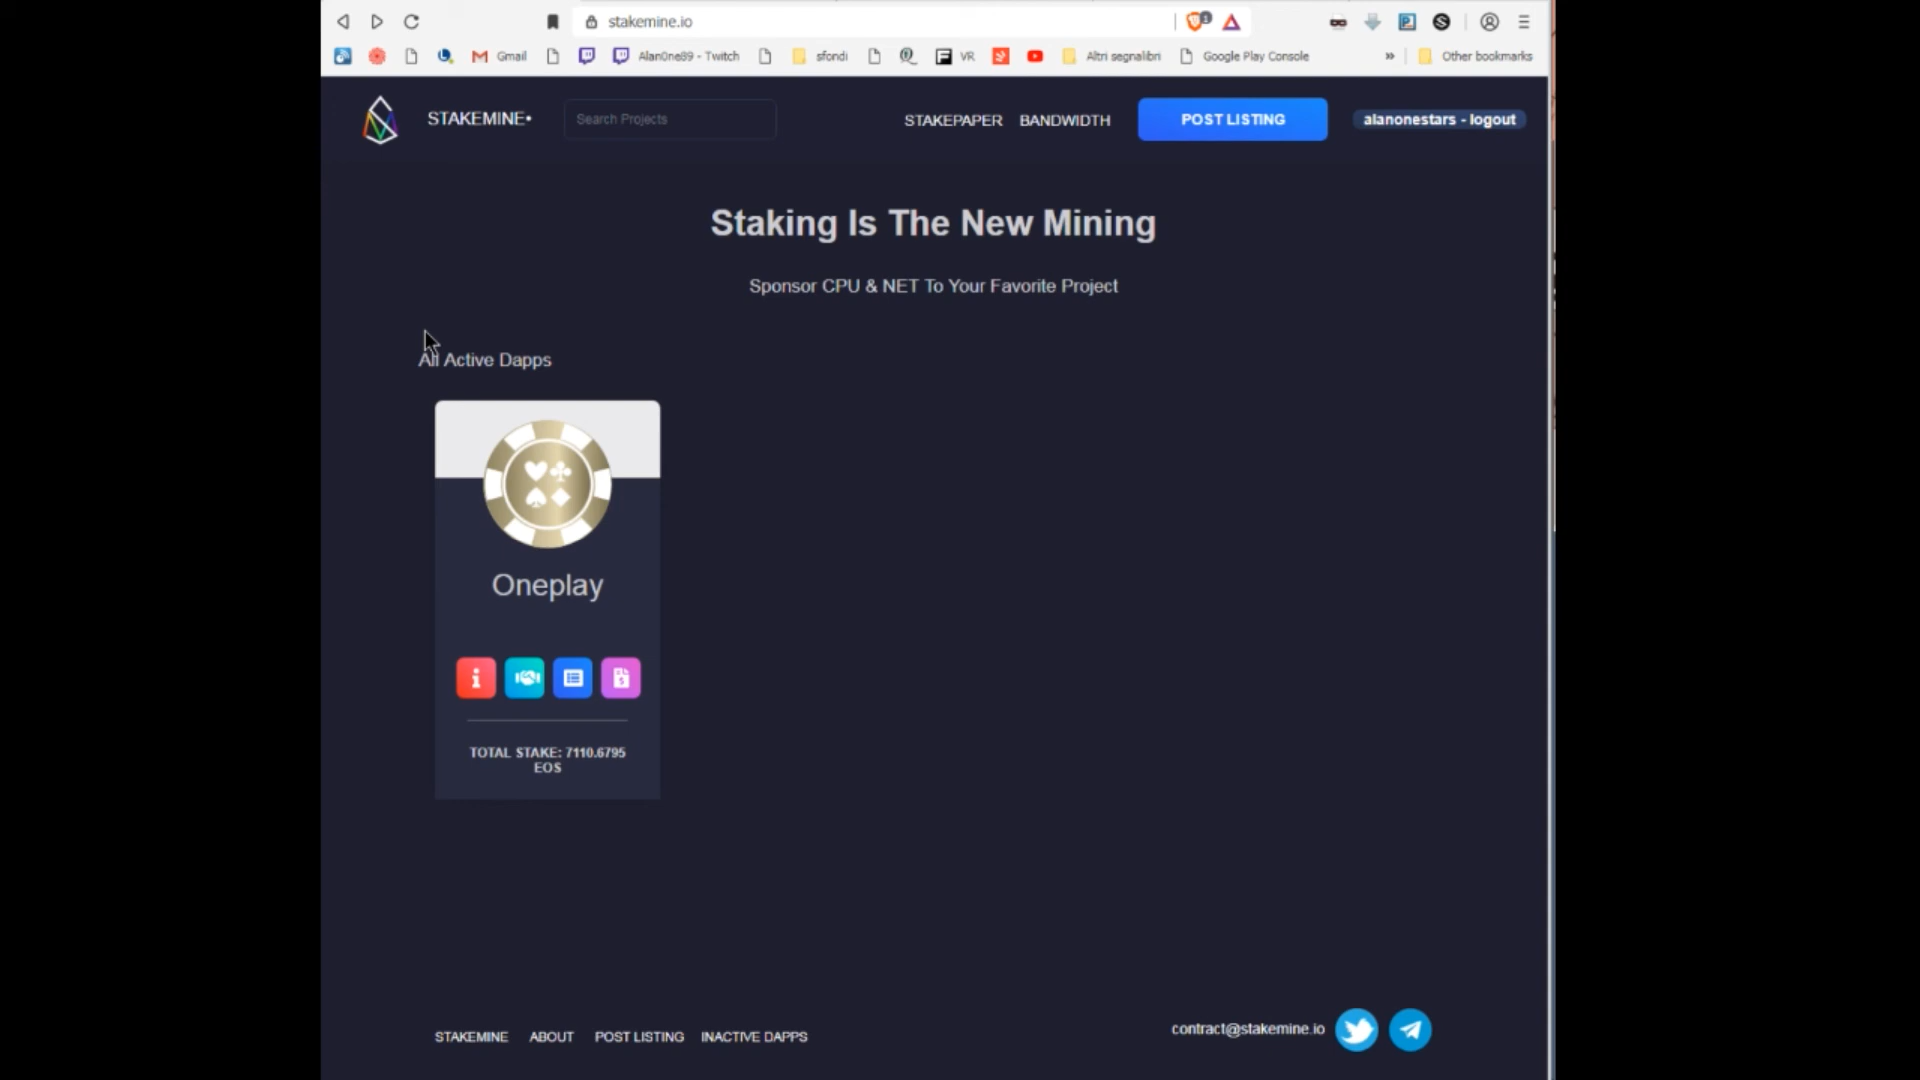 stakemine.io
1
Gmail
Alan0ne89 - Twitch
sfondi
VR
Altri segnalibri
Google Play Console
»
Other bookmarks
STAKEMINE•
Search Projects
STAKEPAPER
BANDWIDTH
POST LISTING
alanonestars - logout
Staking Is The New Mining
Sponsor CPU & NET To Your Favorite Project
All Active Dapps
Oneplay
TOTAL STAKE: 7110.6795
EOS
STAKEMINE
ABOUT
POST LISTING
INACTIVE DAPPS
contract@stakemine.io